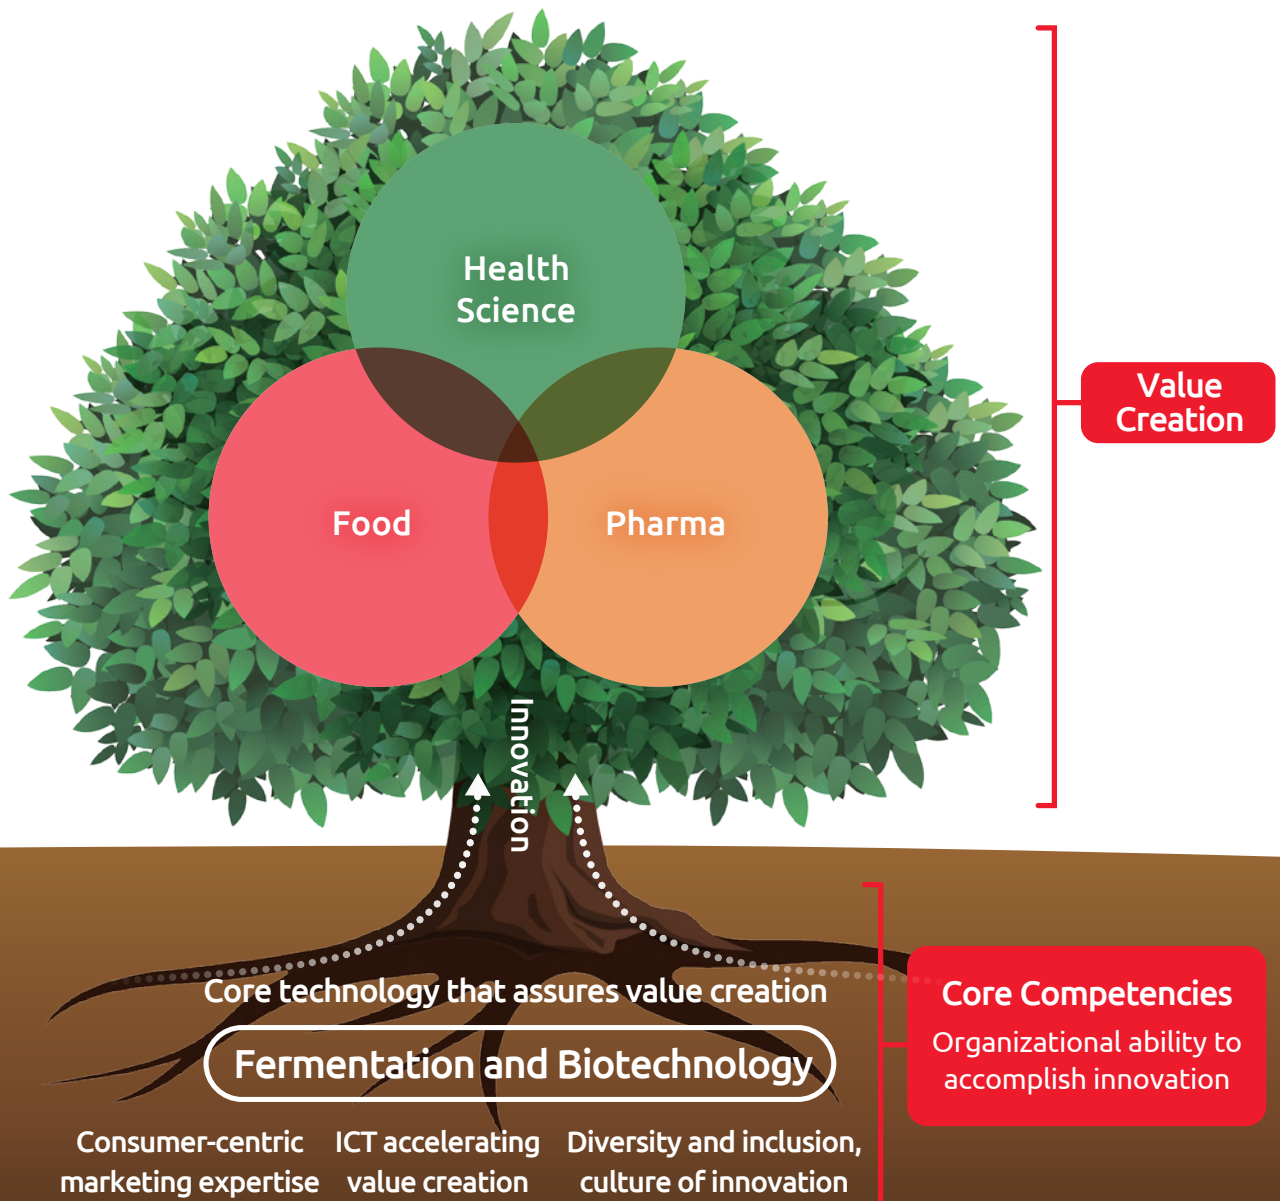 Health
Science
Food
Pharma
Value
Creation
Innovation
Core technology that assures value creation
Fermentation and Biotechnology
Core Competencies
Organizational ability to
accomplish innovation
Consumer-centric
marketing expertise
ICT accelerating
value creation
Diversity and inclusion,
culture of innovation